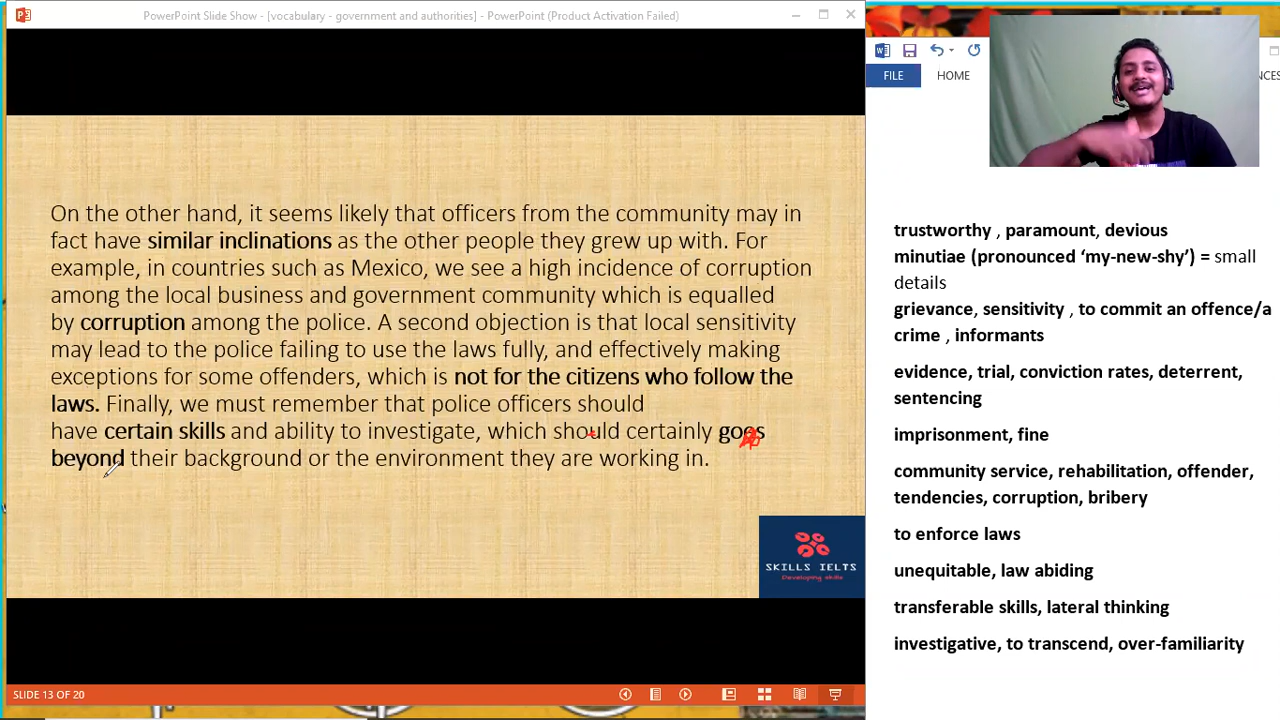 PowerPoint Slide Show - [vocabulary - government and authorities] - PowerPoint (Product Activation Failed)
FILE
HOME
NCES
On the other hand, it seems likely that officers from the community may in
fact have similar inclinations as the other people they grew up with. For
example, in countries such as Mexico, we see a high incidence of corruption
among the local business and government community which is equalled
by corruption among the police. A second objection is that local sensitivity
may lead to the police failing to use the laws fully, and effectively making
exceptions for some offenders, which is not for the citizens who follow the
laws. Finally, we must remember that police officers should
have certain skills and ability to investigate, which should certainly goes
beyond their background or the environment they are working in.
SKILLS IELTS
Developing skills
SLIDE 13 OF 20
trustworthy , paramount, devious
minutiae (pronounced ‘my-new-shy’) = small
details
grievance, sensitivity , to commit an offence/a
crime , informants
evidence, trial, conviction rates, deterrent,
sentencing
imprisonment, fine
community service, rehabilitation, offender,
tendencies, corruption, bribery
to enforce laws
unequitable, law abiding
transferable skills, lateral thinking
investigative, to transcend, over-familiarity